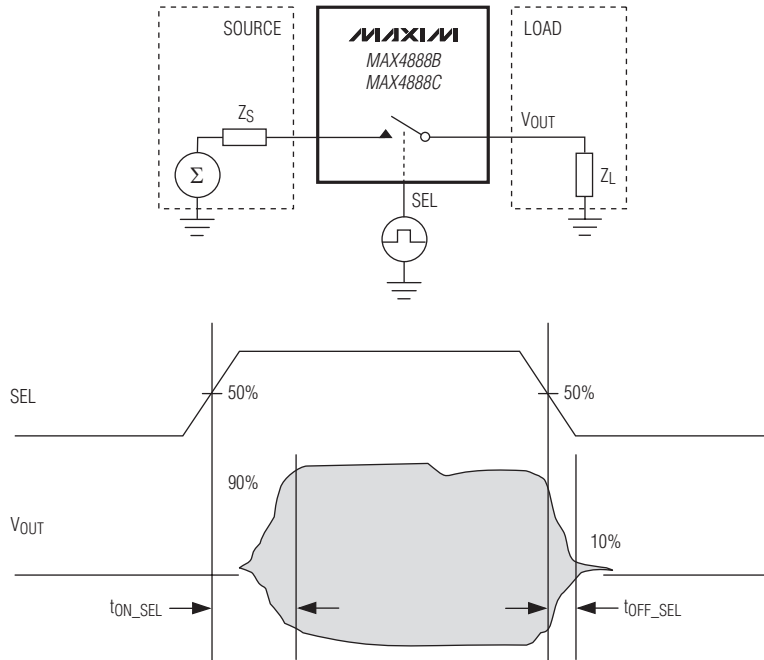 SOURCE
MAXIM
LOAD
MAX4888B
MAX4888C
ZS
VOUT
Σ
ZL
SEL
SEL
50%
50%
90%
VOUT
10%
tON_SEL
tOFF_SEL